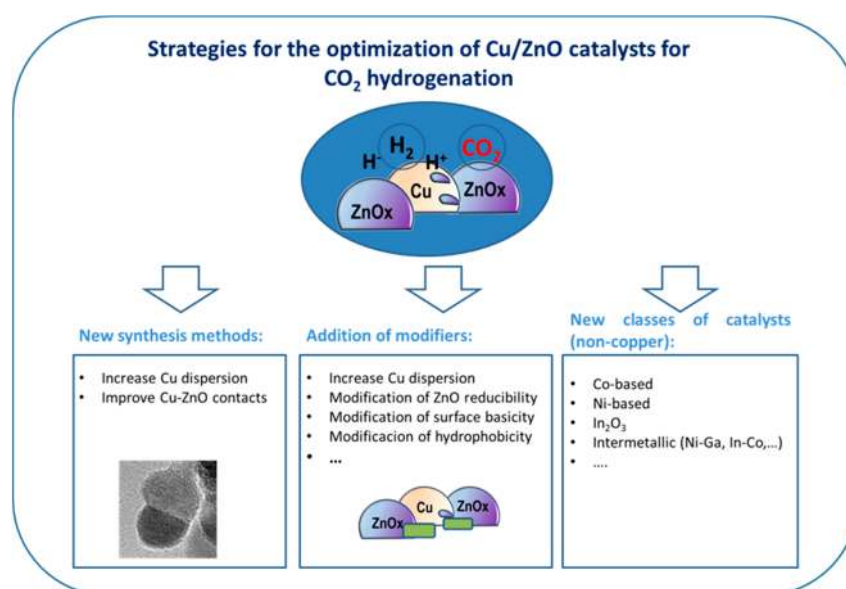 Strategies for the optimization of Cu/ZnO catalysts for
CO₂ hydrogenation
H⁻ H₂ H⁺ CO₂
Cu
ZnOx
ZnOx
New synthesis methods:
• Increase Cu dispersion
• Improve Cu-ZnO contacts
Addition of modifiers:
• Increase Cu dispersion
• Modification of ZnO reducibility
• Modification of surface basicity
• Modificacion of hydrophobicity
• ...
Cu
ZnOx
ZnOx
New classes of catalysts
(non-copper):
• Co-based
• Ni-based
• In₂O₃
• Intermetallic (Ni-Ga, In-Co,...)
• ....